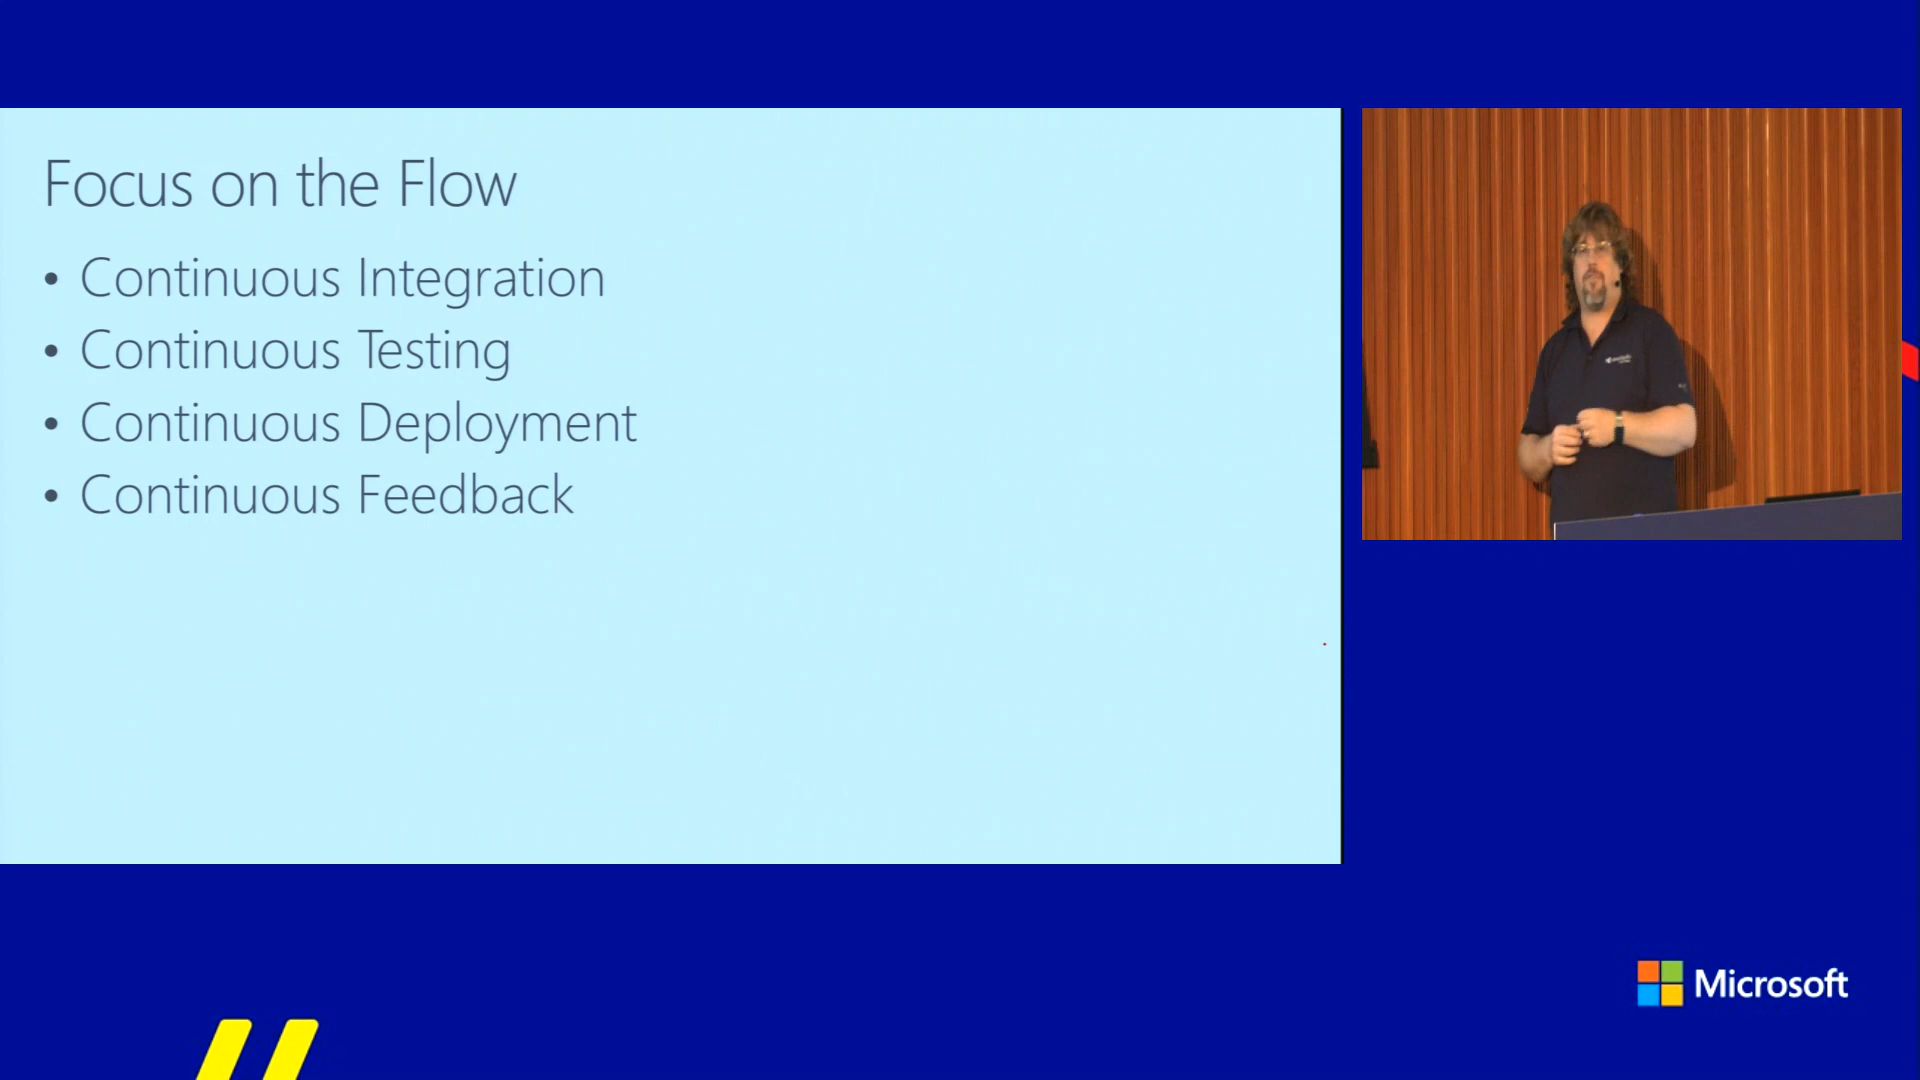 Focus on the Flow
• Continuous Integration
• Continuous Testing
• Continuous Deployment
• Continuous Feedback
Microsoft